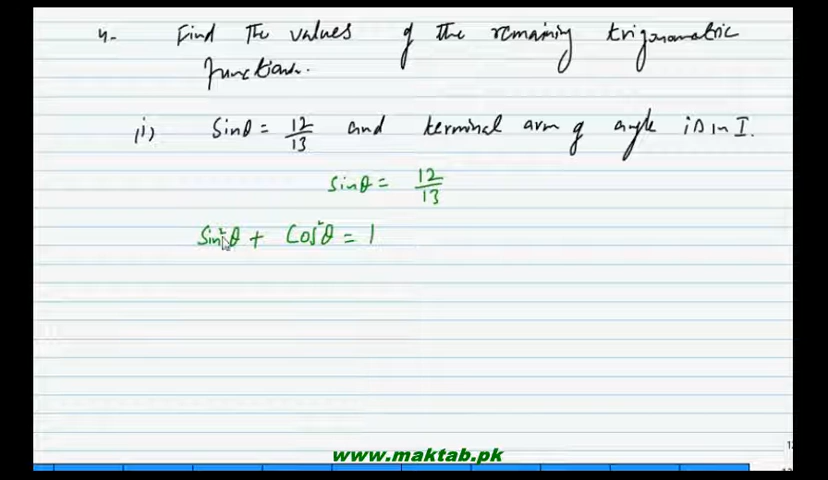 4- Find the values of the remaining trigonometric
functions.
(i) Sinθ = 12/13 and terminal arm of angle is in I.
sinθ = 12/13
Sin²θ + Cos²θ = 1
www.maktab.pk